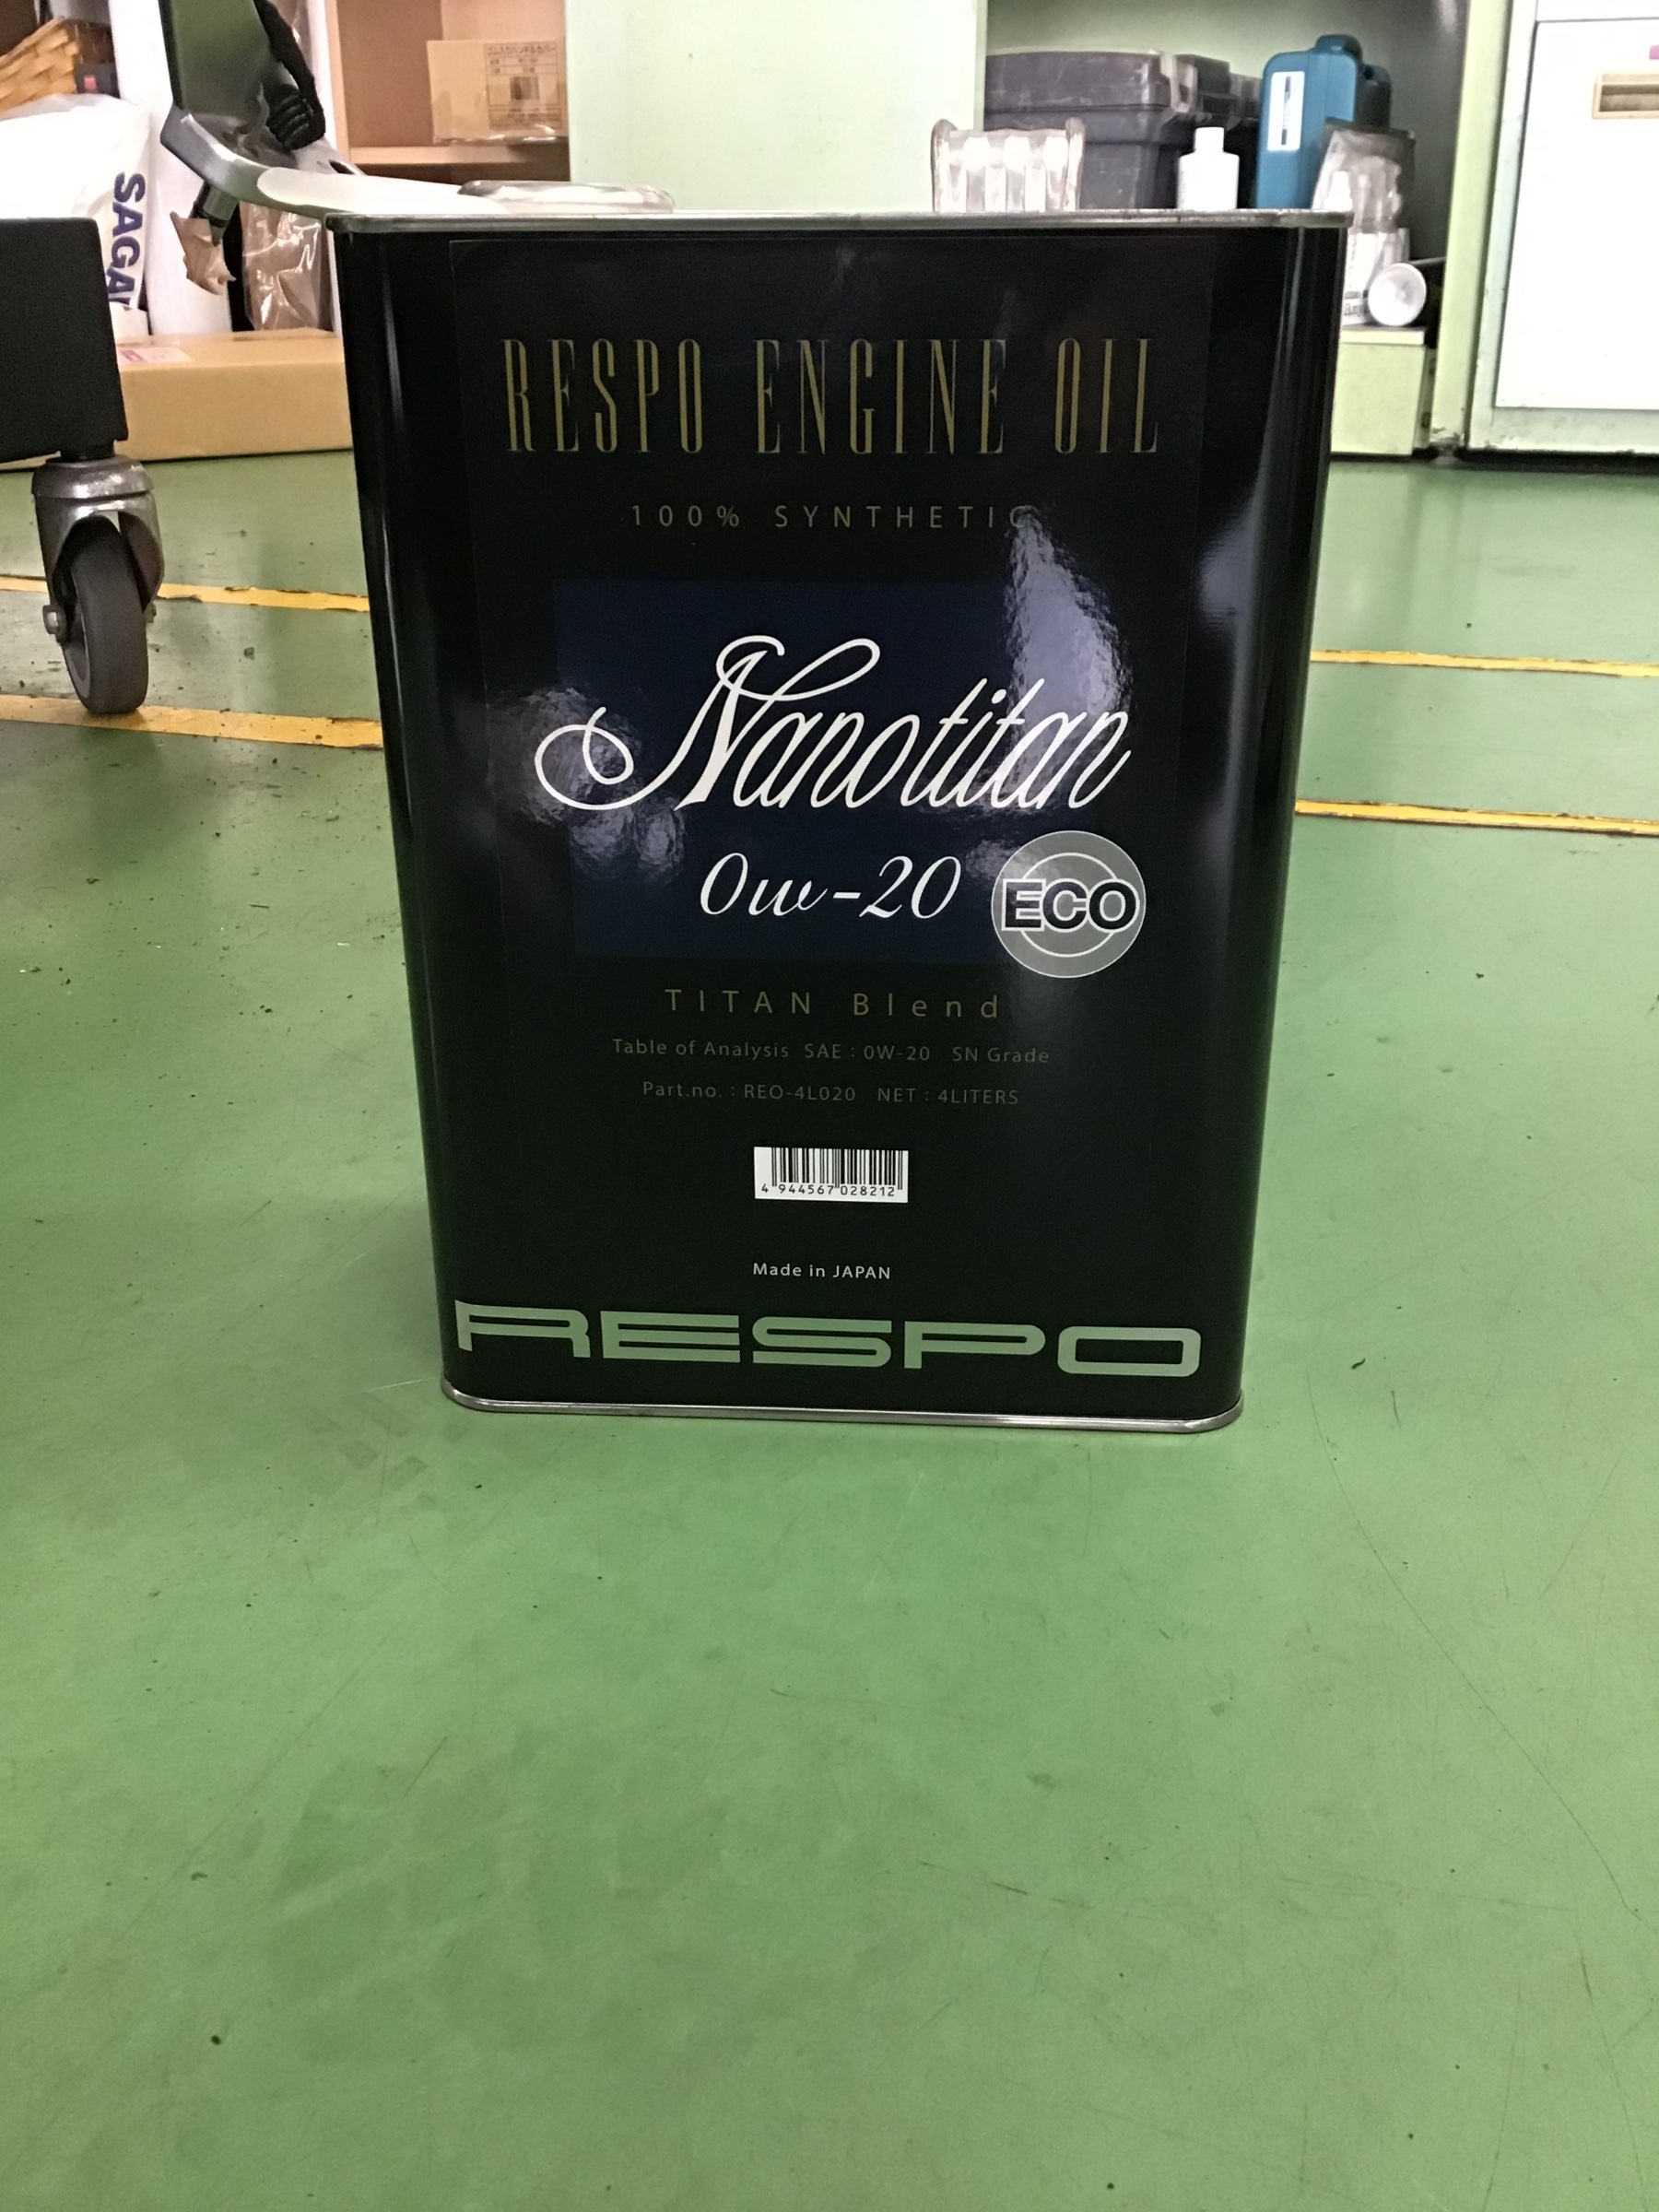 SAGA
RESPO ENGINE OIL
100% SYNTHETIC
Nanotitan
0w-20
ECO
TITAN Blend
Table of Analysis SAE : 0W-20 SN Grade
Part.no. : REO-4L020 NET : 4LITERS
4 944567 028212
Made in JAPAN
RESPO